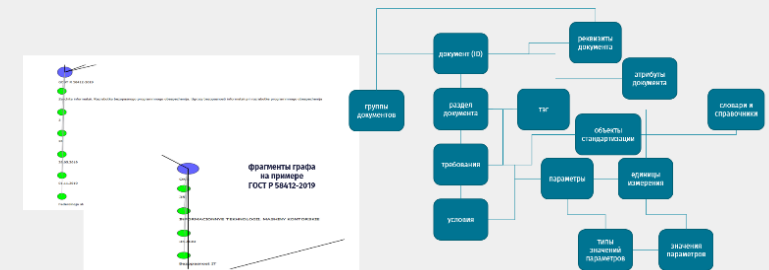 реквизиты
документа
документ (ID)
атрибуты
документа
группы
документов
раздел
документа
тэг
словари и
справочники
объекты
стандартизации
требования
параметры
единицы
измерения
условия
типы
значений
параметров
значения
параметров
фрагменты графа
на примере
ГОСТ Р 58412-2019